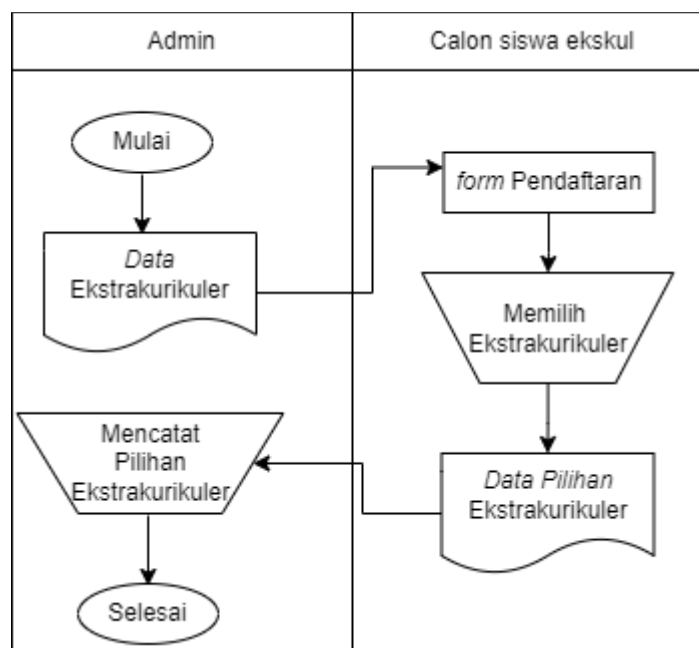 Admin
Calon siswa ekskul
Mulai
Data
Ekstrakurikuler
form Pendaftaran
Memilih
Ekstrakurikuler
Data Pilihan
Ekstrakurikuler
Mencatat
Pilihan
Ekstrakurikuler
Selesai